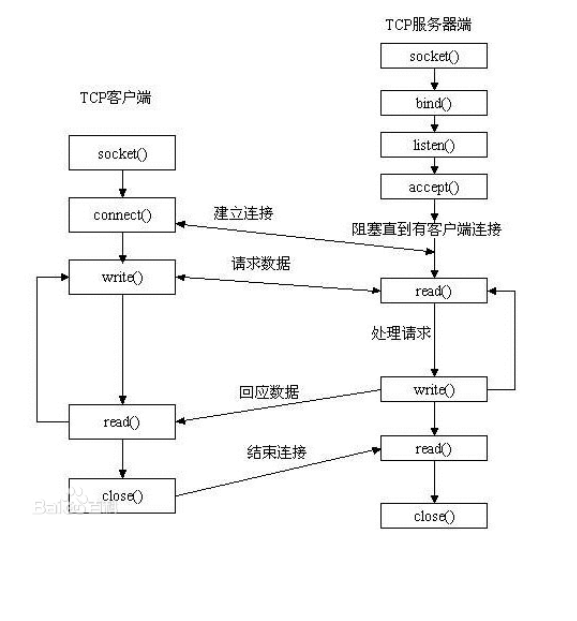 TCP服务器端
socket()
bind()
TCP客户端
listen()
socket()
accept()
connect()
建立连接
阻塞直到有客户端连接
请求数据
write()
read()
处理请求
回应数据
write()
read()
结束连接
read()
close()
Baidu百科
close()